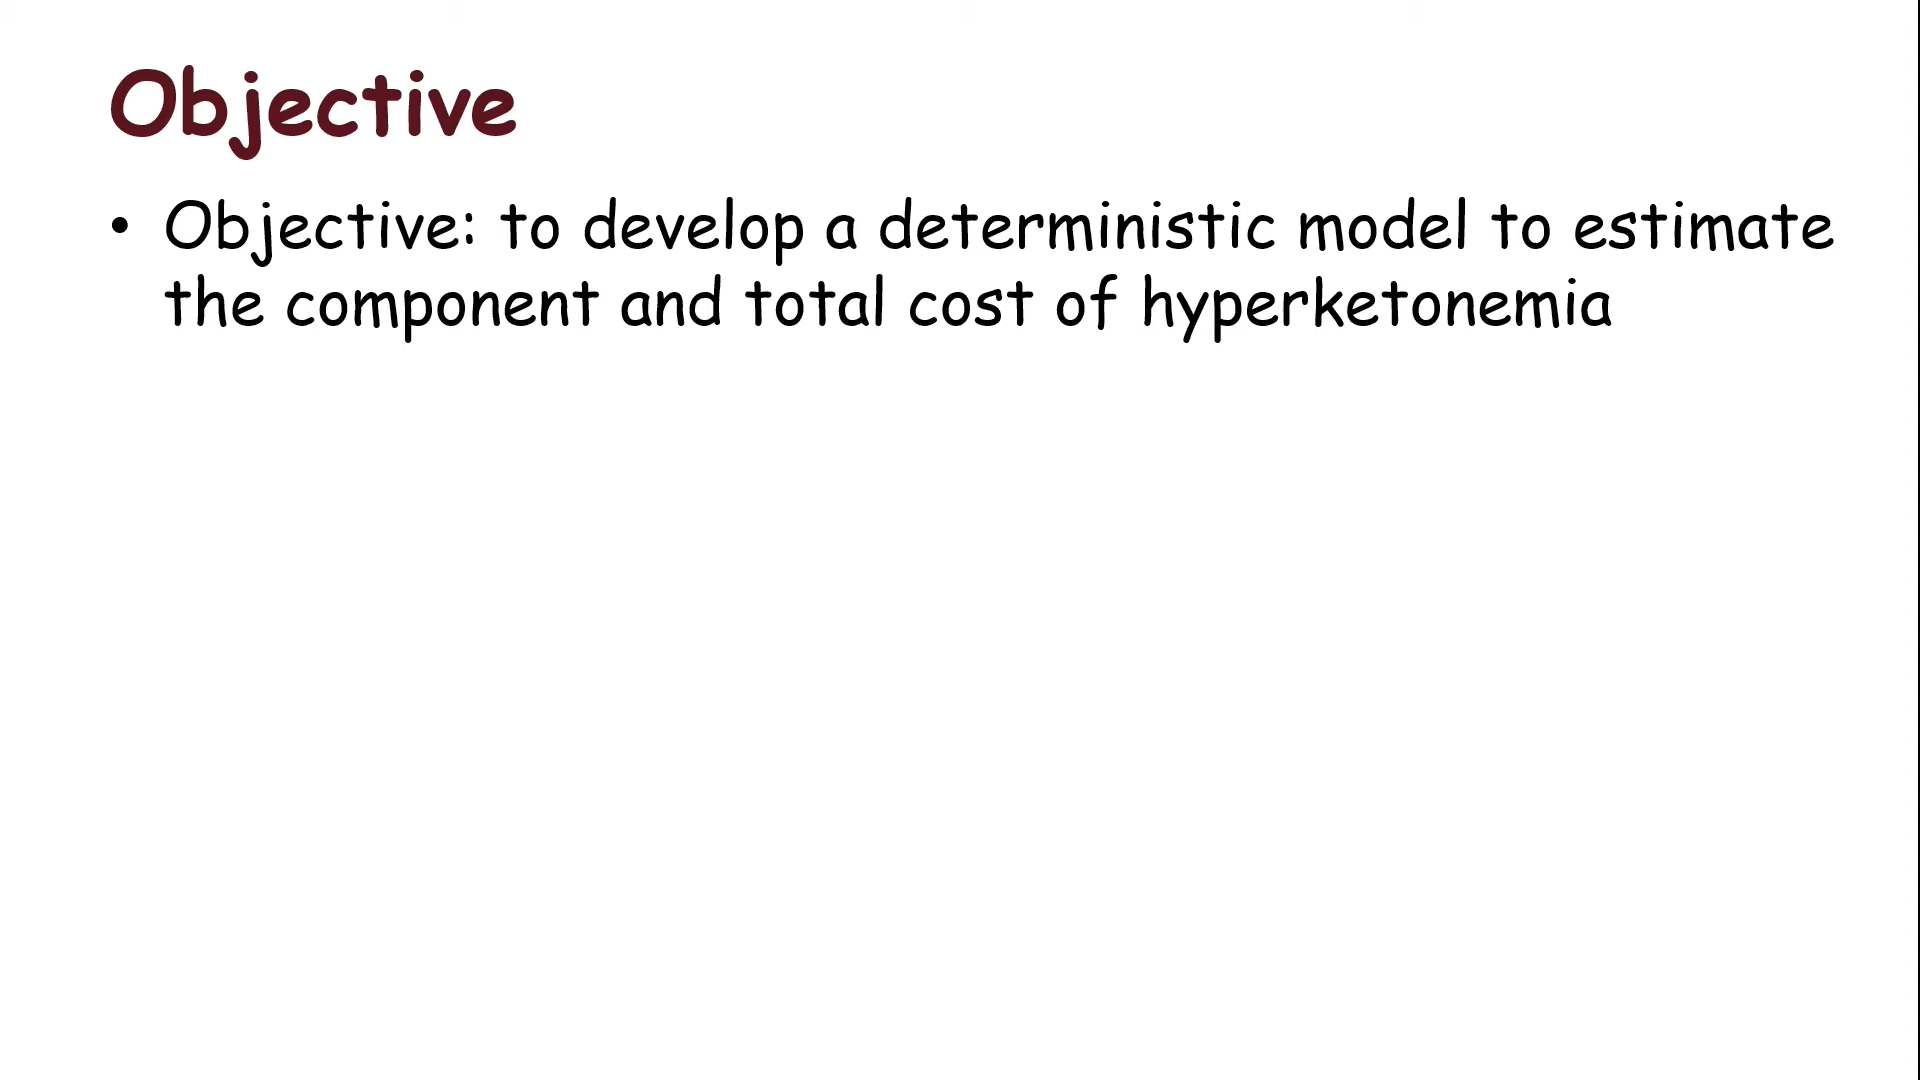 Objective
• Objective: to develop a deterministic model to estimate
the component and total cost of hyperketonemia